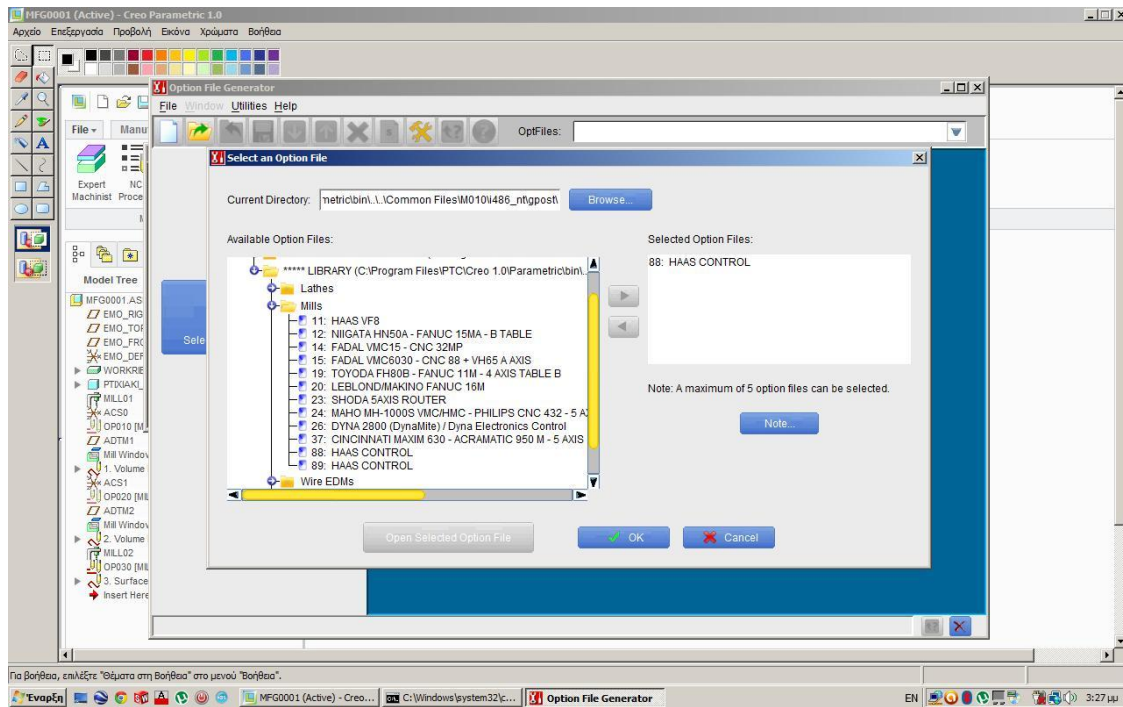 MFG0001 (Active) - Creo Parametric 1.0
Αρχείο Επεξεργασία Προβολή Εικόνα Χρώματα Βοήθεια
Option File Generator
File Window Utilities Help
OptFiles:
File Manu
Expert Machinist
NC Proce
Select an Option File
Current Directory: metric\bin\..\..\Common Files\M010\i486_nt\gpost\ Browse...
Available Option Files:
***** LIBRARY (C:\Program Files\PTC\Creo 1.0\Parametric\bin\..
Lathes
Mills
11: HAAS VF8
12: NIIGATA HN50A - FANUC 15MA - B TABLE
14: FADAL VMC15 - CNC 32MP
15: FADAL VMC6030 - CNC 88 + VH65 A AXIS
19: TOYODA FH80B - FANUC 11M - 4 AXIS TABLE B
20: LEBLOND/MAKINO FANUC 16M
23: SHODA 5AXIS ROUTER
24: MAHO MH-1000S VMC/HMC - PHILIPS CNC 432 - 5 A
26: DYNA 2800 (DynaMite) / Dyna Electronics Control
37: CINCINNATI MAXIM 630 - ACRAMATIC 950 M - 5 AXIS
88: HAAS CONTROL
89: HAAS CONTROL
Wire EDMs
Selected Option Files:
88: HAAS CONTROL
Note: A maximum of 5 option files can be selected.
Note...
Open Selected Option File
OK
Cancel
Sele
Model Tree
MFG0001.AS
EMO_RIG
EMO_TOP
EMO_FRO
EMO_DEF
WORKRE
PTIXIAKI_
MILL01
ACS0
OP010 [M
ADTM1
Mill Window
1. Volume
ACS1
OP020 [MIL
ADTM2
Mill Window
2. Volume
MILL02
OP030 [MIL
3. Surface
Insert Here
Για βοήθεια, επιλέξτε "Θέματα στη Βοήθεια" στο μενού "Βοήθεια".
Έναρξη
MFG0001 (Active) - Creo...
C:\Windows\system32\c...
Option File Generator
EN
3:27 μμ